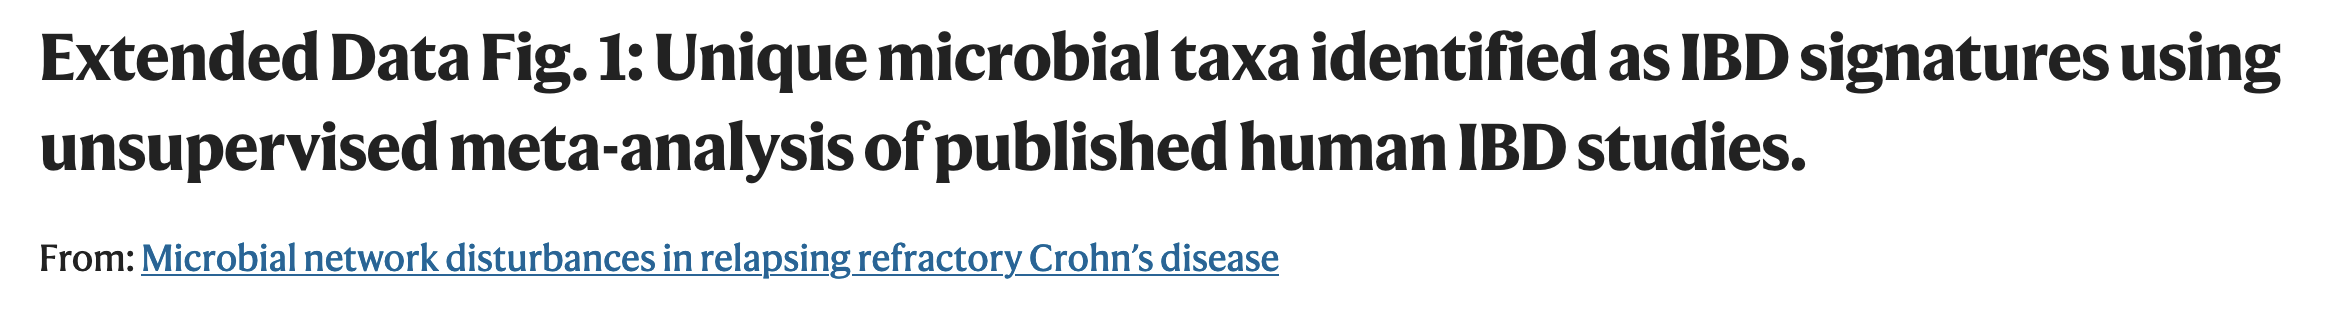 Extended Data Fig. 1: Unique microbial taxa identified as IBD signatures using
unsupervised meta-analysis of published human IBD studies.
From: Microbial network disturbances in relapsing refractory Crohn’s disease